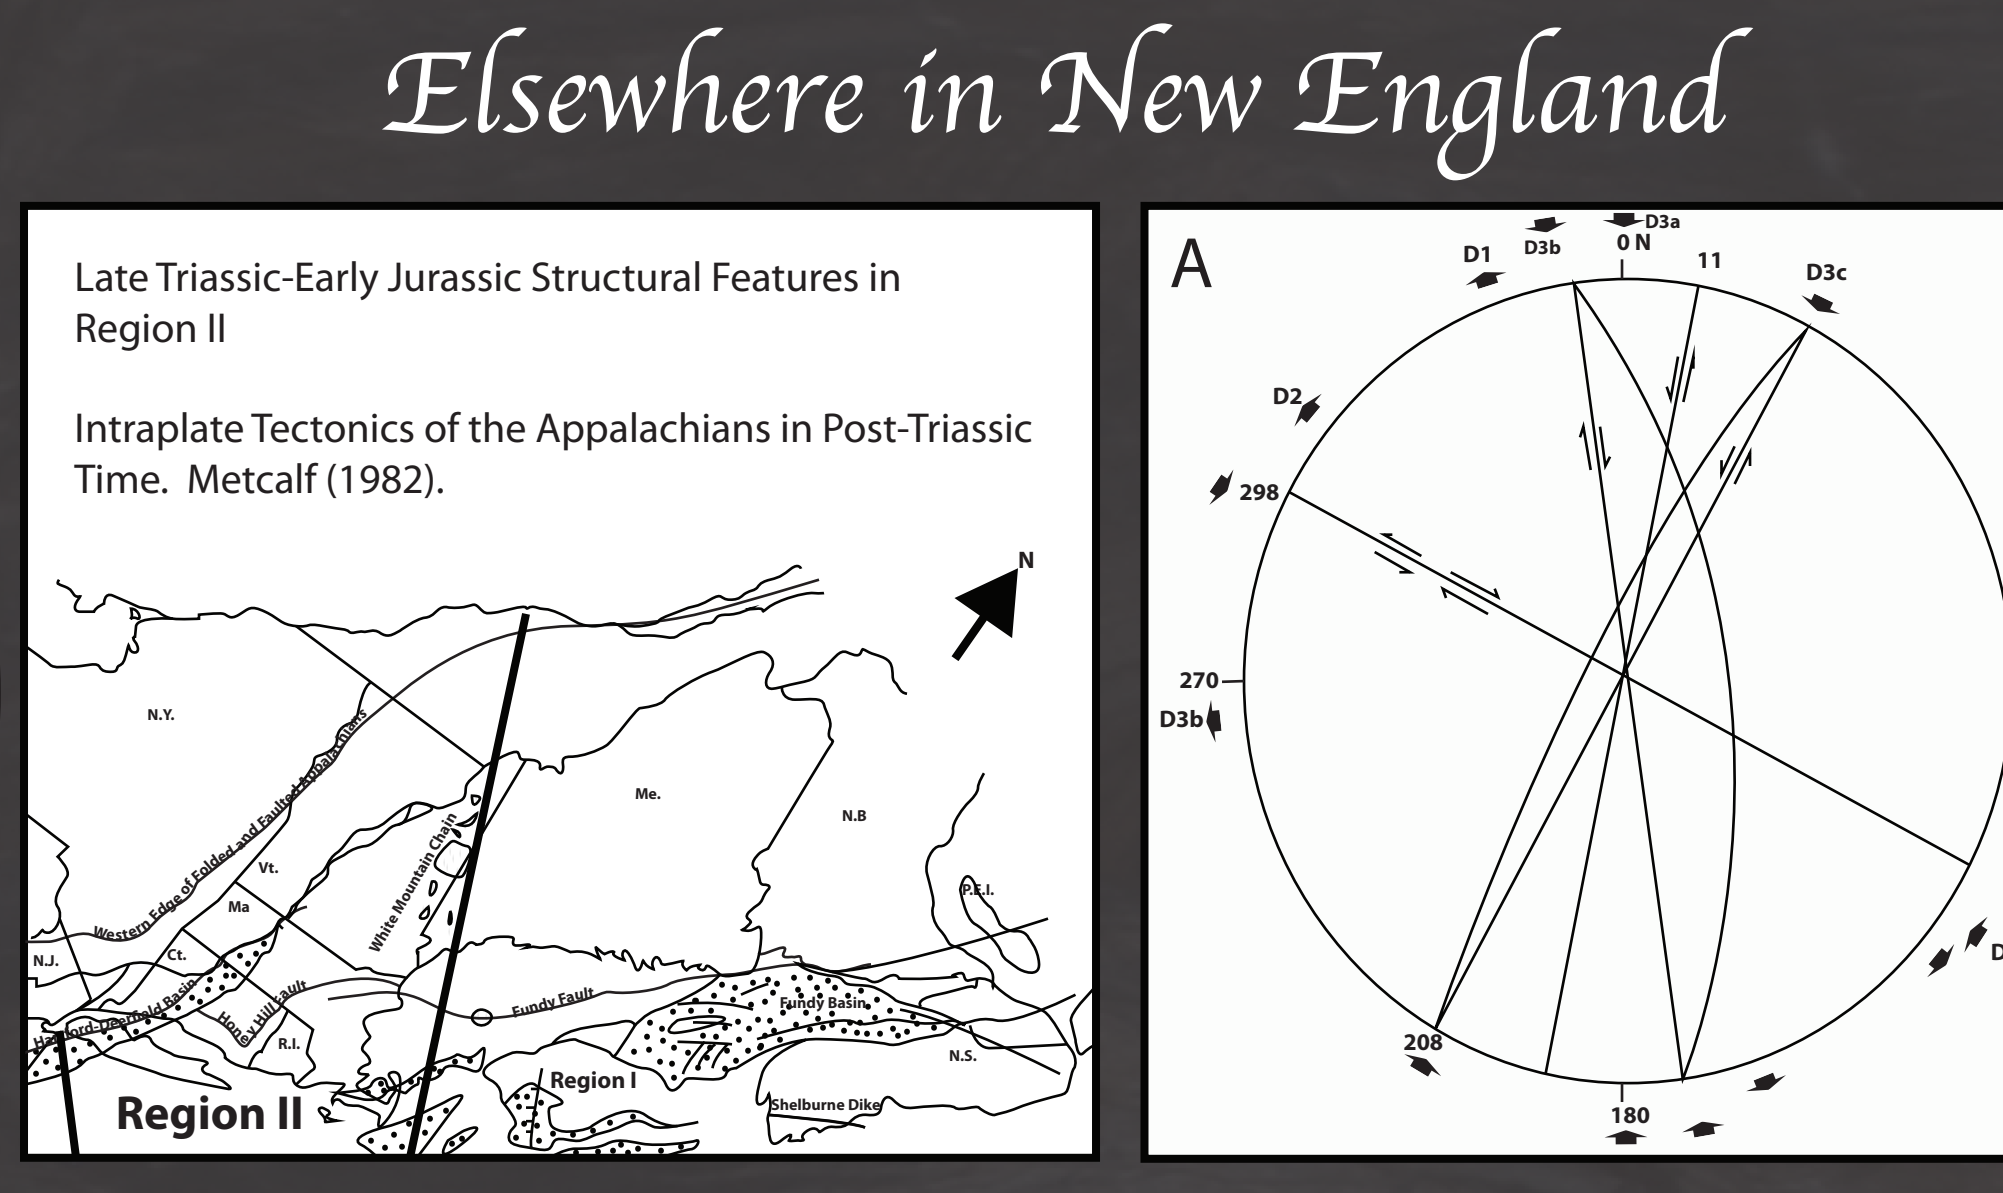 Elsewhere in New England
Late Triassic-Early Jurassic Structural Features in
Region II
Intraplate Tectonics of the Appalachians in Post-Triassic
Time. Metcalf (1982).
N
N.Y.
Western Edge of Folded and Faulted Appalachians
Me.
N.B
White Mountain Chain
Vt.
Ma
P.E.I.
Ct.
N.J.
Hartford-Deerfield Basin
Honey Hill Fault
Fundy Fault
Fundy Basin
R.I.
N.S.
Region I
Region II
Shelburne Dike
A
D3a
D3b
0 N
D1
11
D3c
D2
298
270
D3b
D
208
180